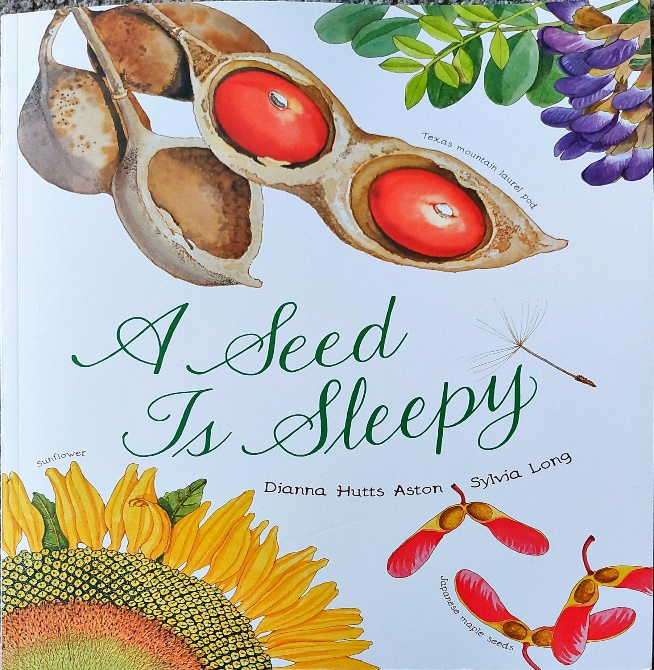 Texas mountain laurel pod
A Seed
Is Sleepy
Sunflower
Dianna Hutts Aston Sylvia Long
Japanese maple seeds